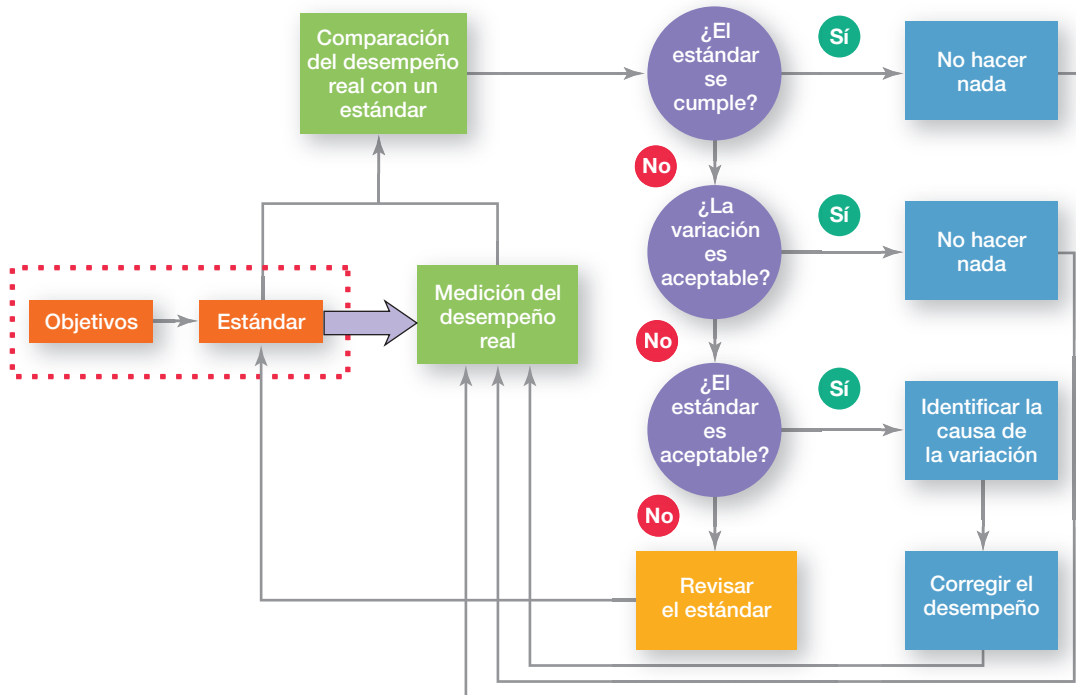 Comparación
del desempeño
real con un
estándar
¿El
estándar
se
cumple?
Sí
No hacer
nada
No
¿La
variación
es
aceptable?
Sí
No hacer
nada
Objetivos
Estándar
Medición del
desempeño
real
No
¿El
estándar
es
aceptable?
Sí
Identificar la
causa de
la variación
No
Revisar
el estándar
Corregir el
desempeño